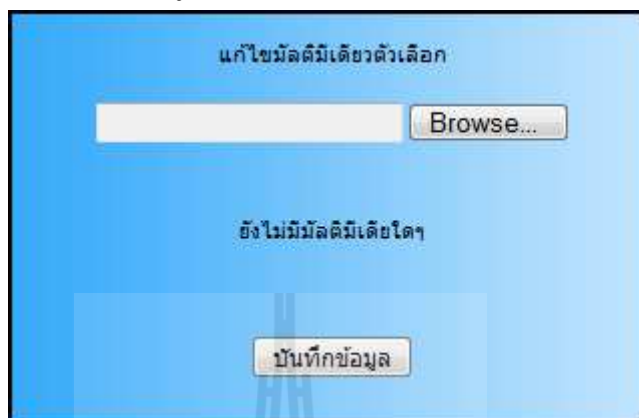 แก้ไขมัลติมีเดียวตัวเลือก
Browse...
ยังไม่มีมัลติมีเดียใดๆ
บันทึกข้อมูล